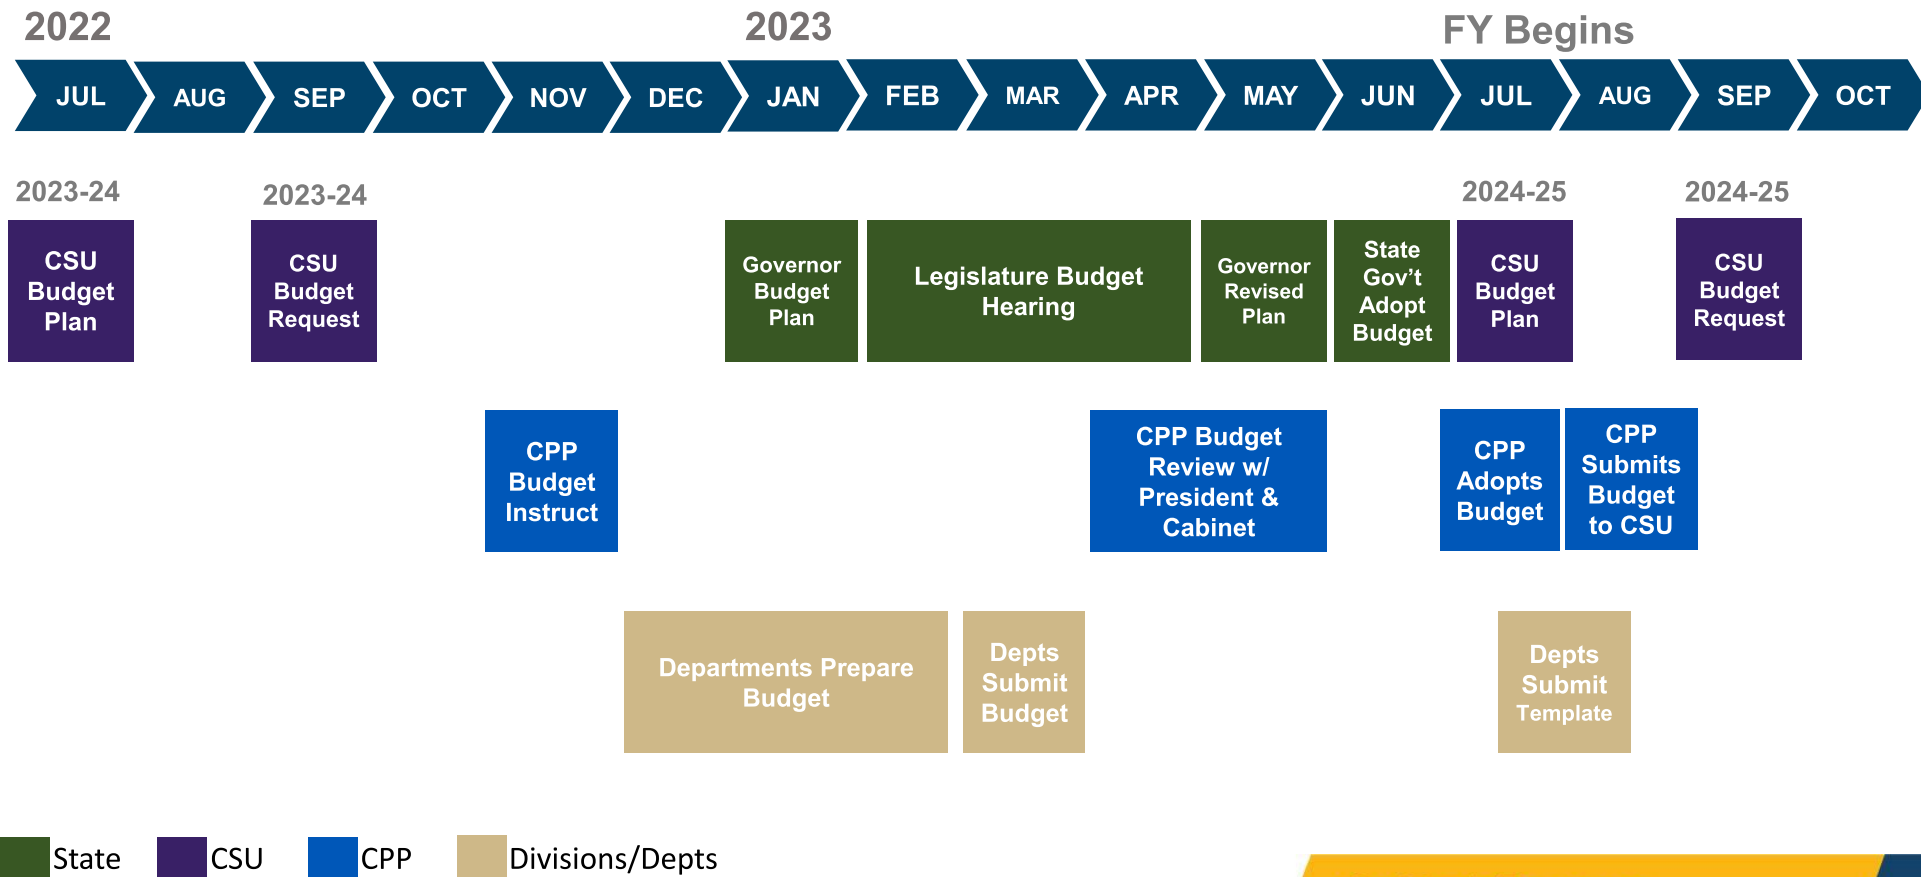 2022
2023
FY Begins
JUL
AUG
SEP
OCT
NOV
DEC
JAN
FEB
MAR
APR
MAY
JUN
JUL
AUG
SEP
OCT
2023-24
2023-24
2024-25
2024-25
CSU
Budget
Plan
CSU
Budget
Request
Governor
Budget
Plan
Legislature Budget
Hearing
Governor
Revised
Plan
State
Gov’t
Adopt
Budget
CSU
Budget
Plan
CSU
Budget
Request
CPP
Budget
Instruct
CPP Budget
Review w/
President &
Cabinet
CPP
Adopts
Budget
CPP
Submits
Budget
to CSU
Departments Prepare
Budget
Depts
Submit
Budget
Depts
Submit
Template
State
CSU
CPP
Divisions/Depts